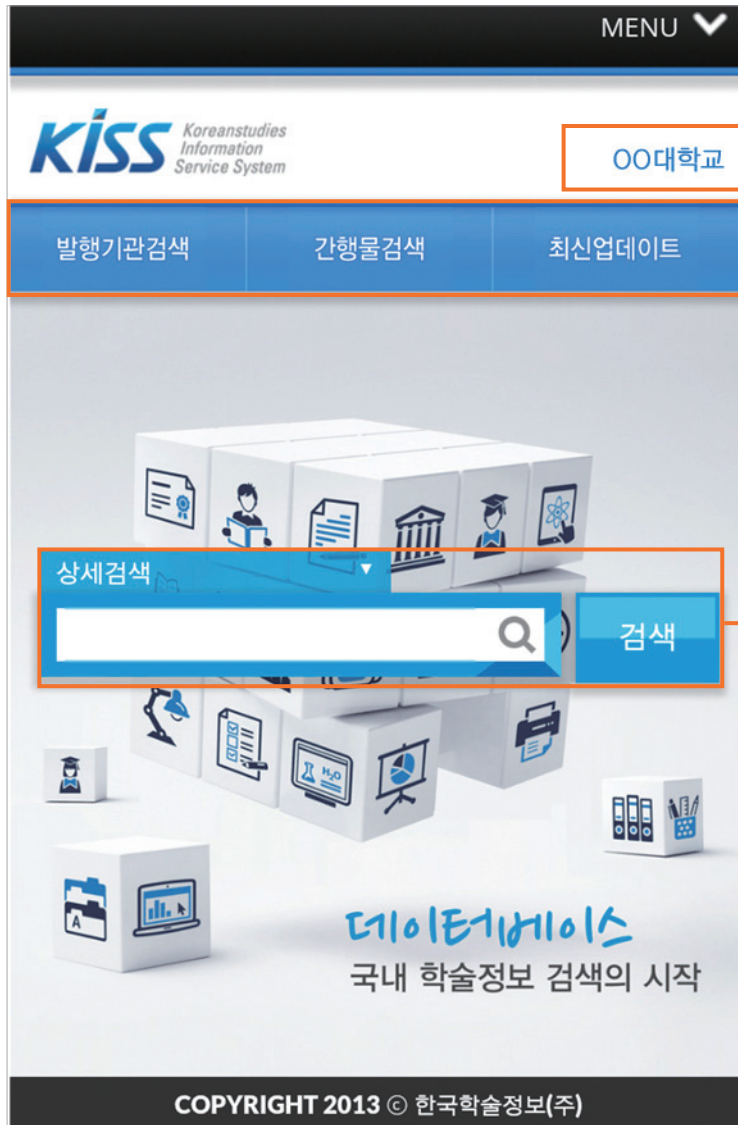 MENU
KISS Koreanstudies
Information
Service System
OO대학교
발행기관검색 간행물검색 최신업데이트
상세검색
검색
H₂O
A
데이터베이스
국내 학술정보 검색의 시작
COPYRIGHT 2013 ⓒ 한국학술정보(주)